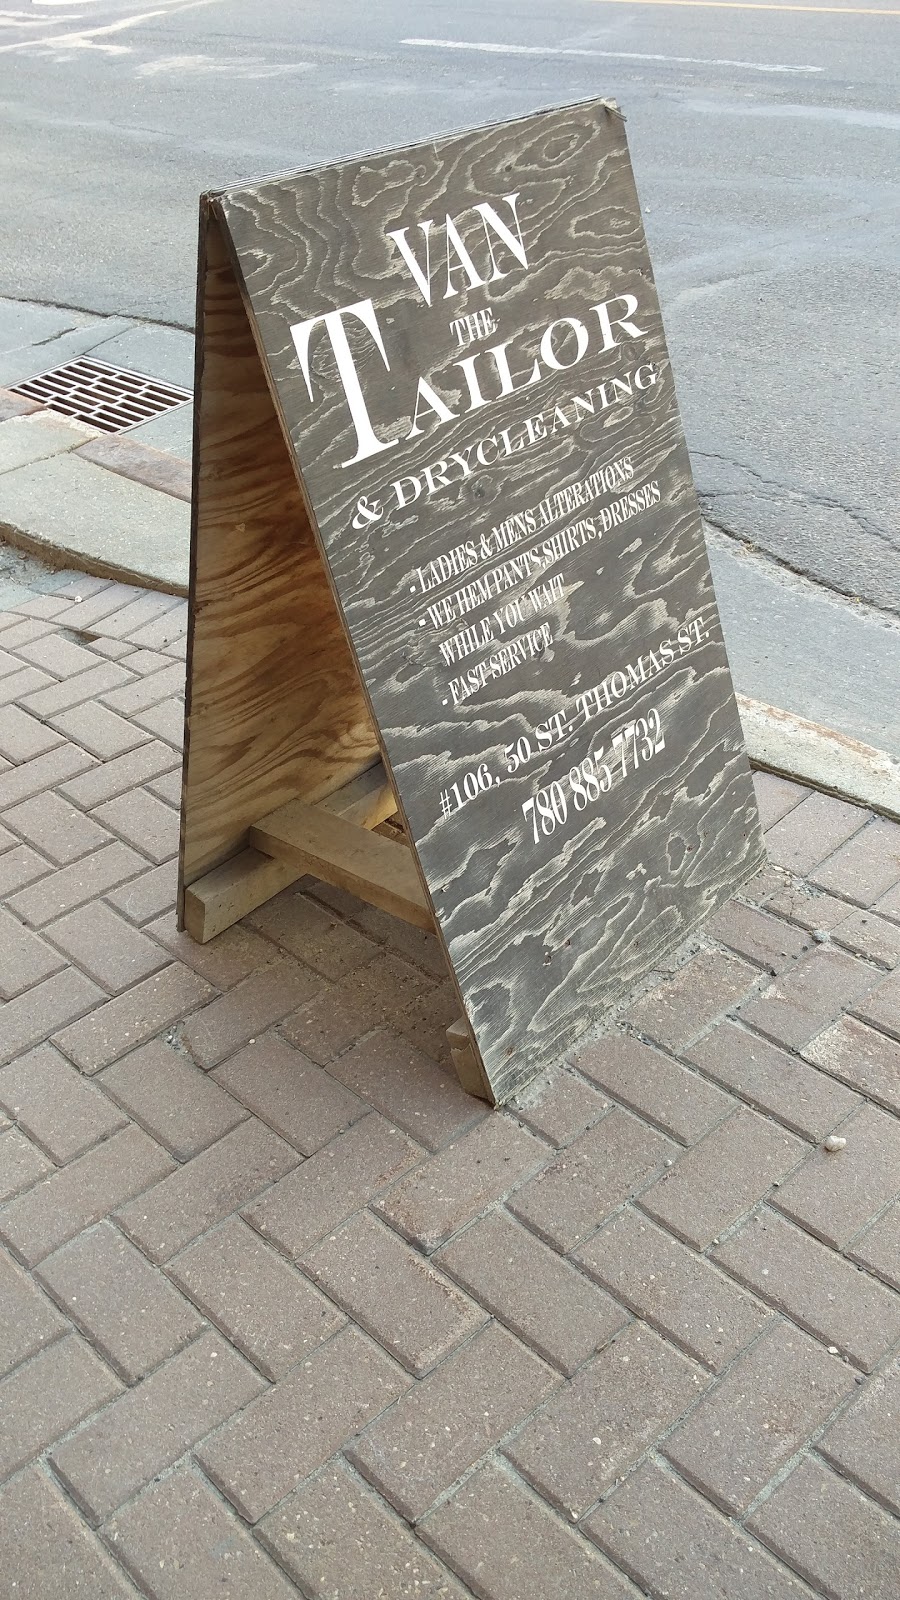 VAN
THE
TAILOR
& DRYCLEANING
- LADIES & MENS ALTERATIONS
- WE HEM PANTS, SHIRTS, DRESSES
WHILE YOU WAIT
- FAST SERVICE
#106, 50 ST. THOMAS ST.
780 885 7732